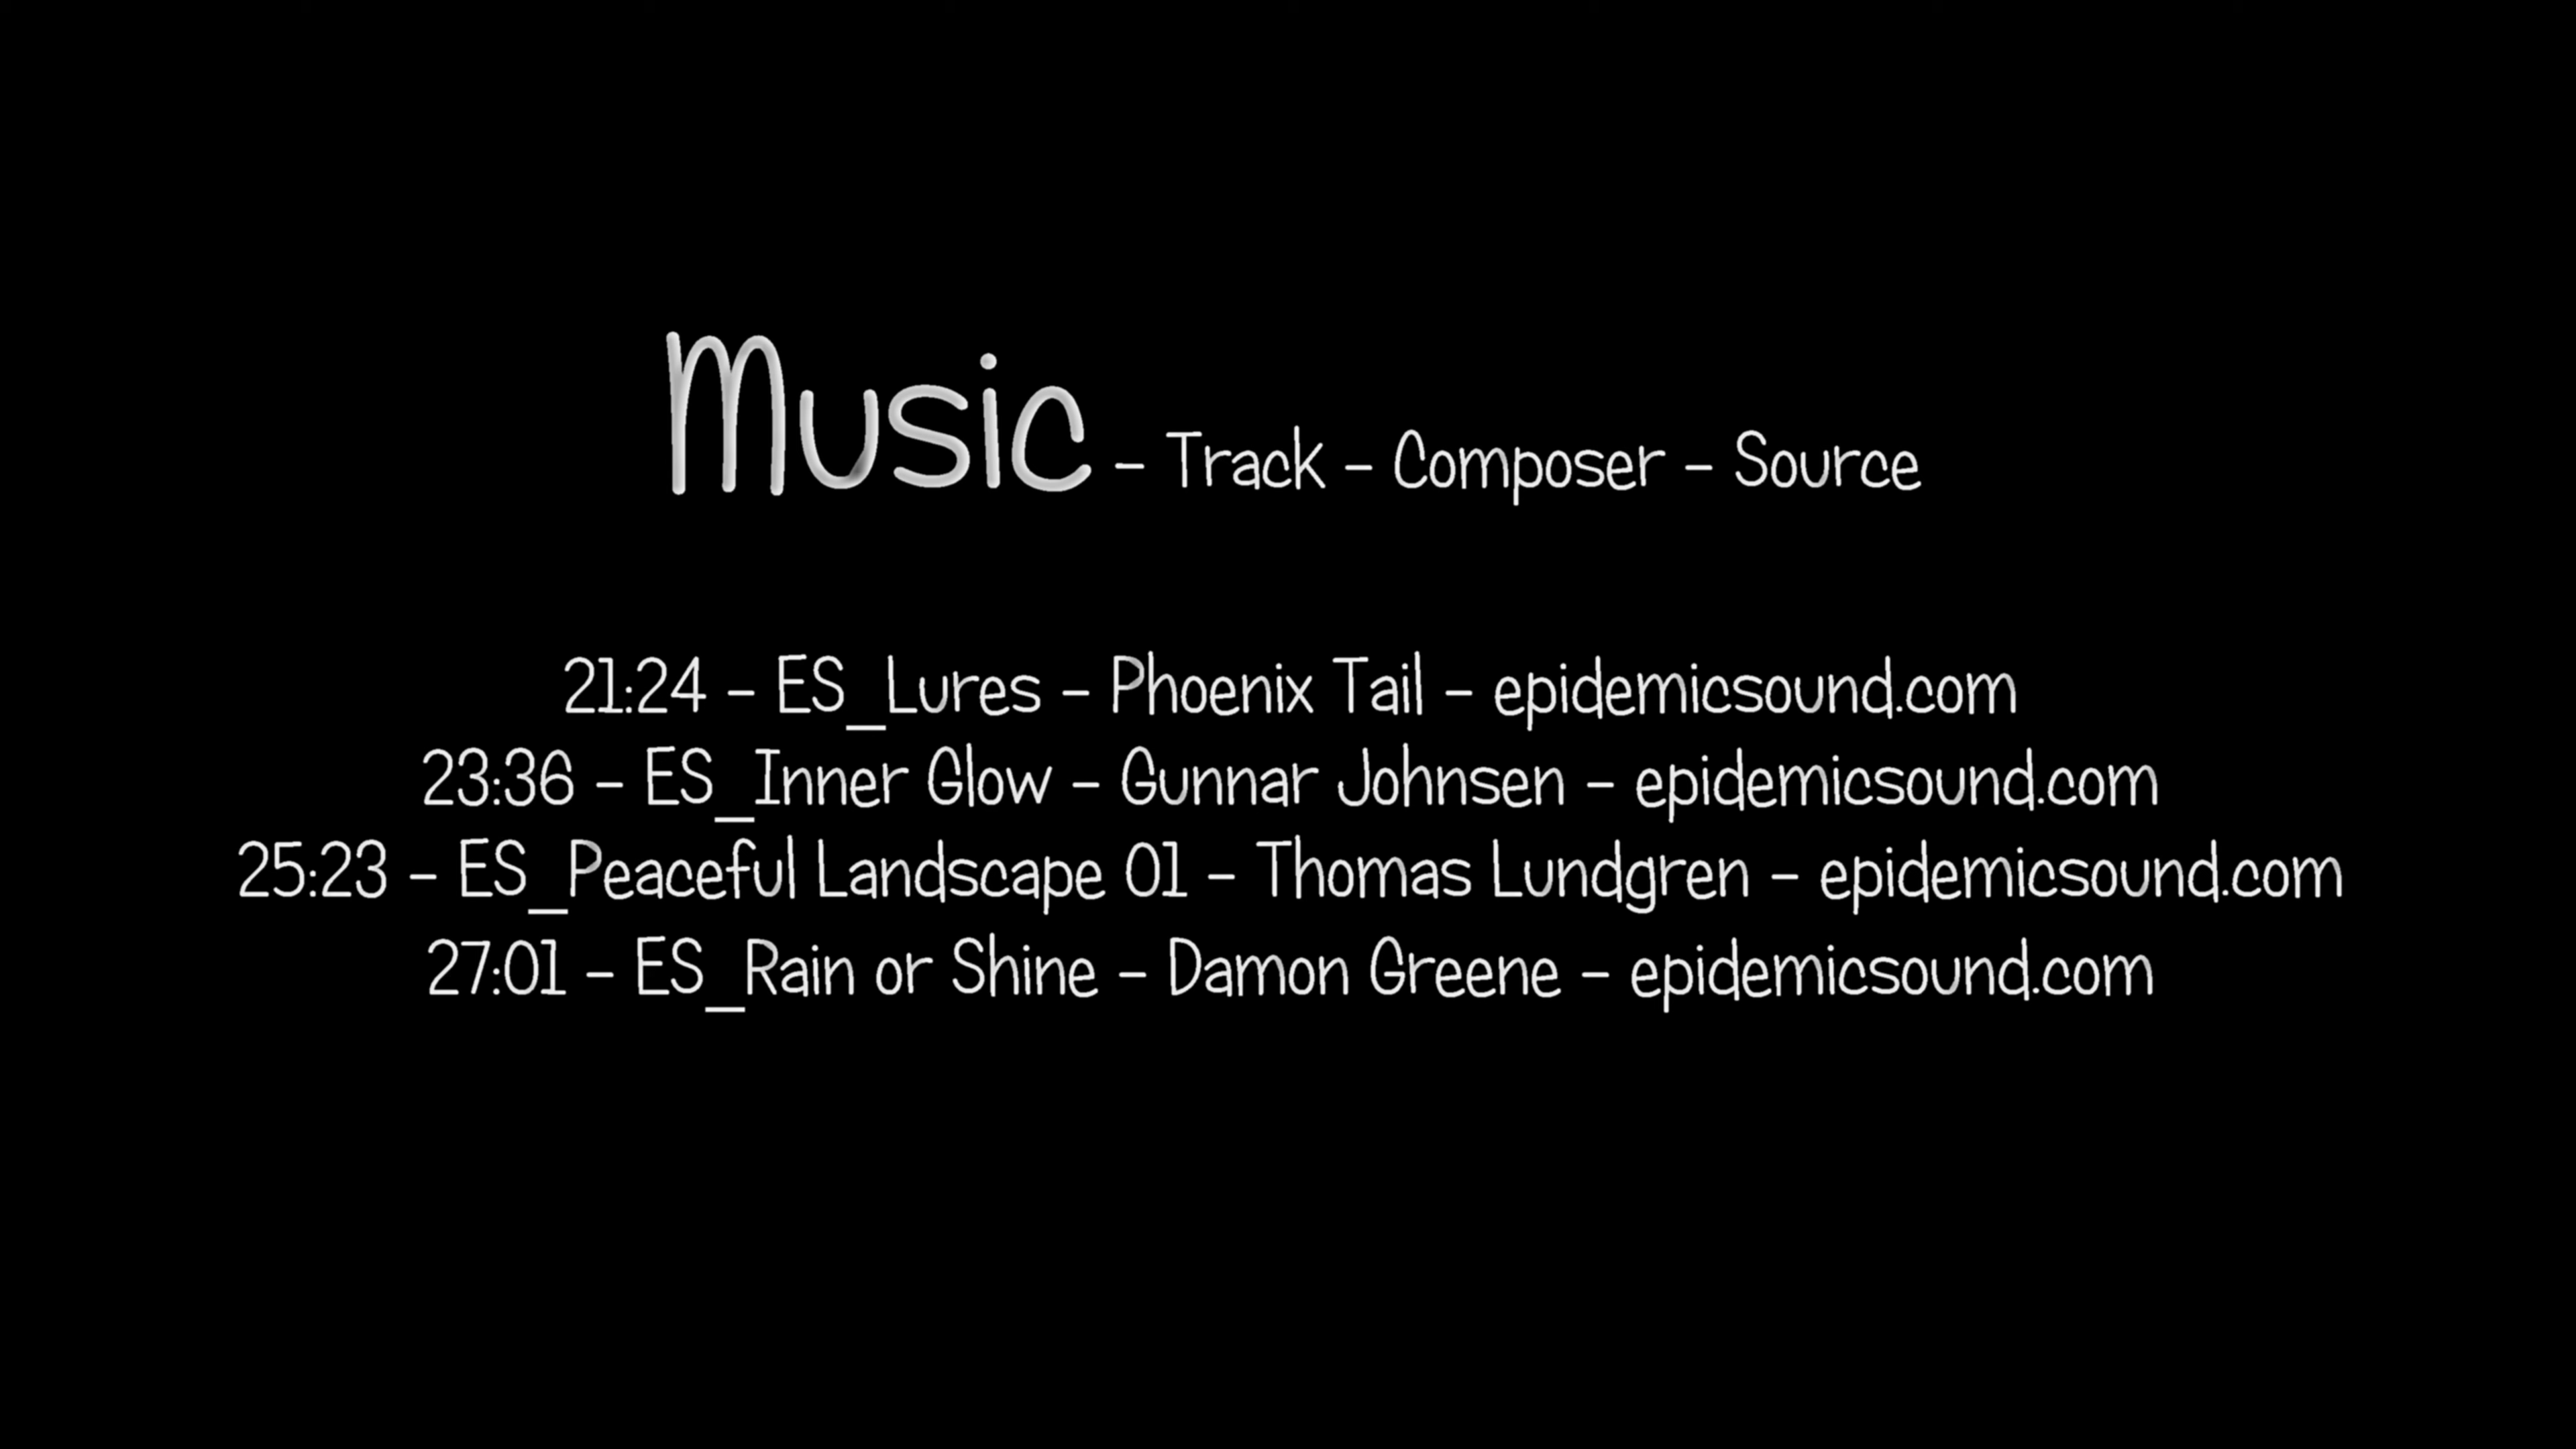 Music - Track - Composer - Source
21:24 - ES_Lures - Phoenix Tail - epidemicsound.com
23:36 - ES_Inner Glow - Gunnar Johnsen - epidemicsound.com
25:23 - ES_Peaceful Landscape 01 - Thomas Lundgren - epidemicsound.com
27:01 - ES_Rain or Shine - Damon Greene - epidemicsound.com